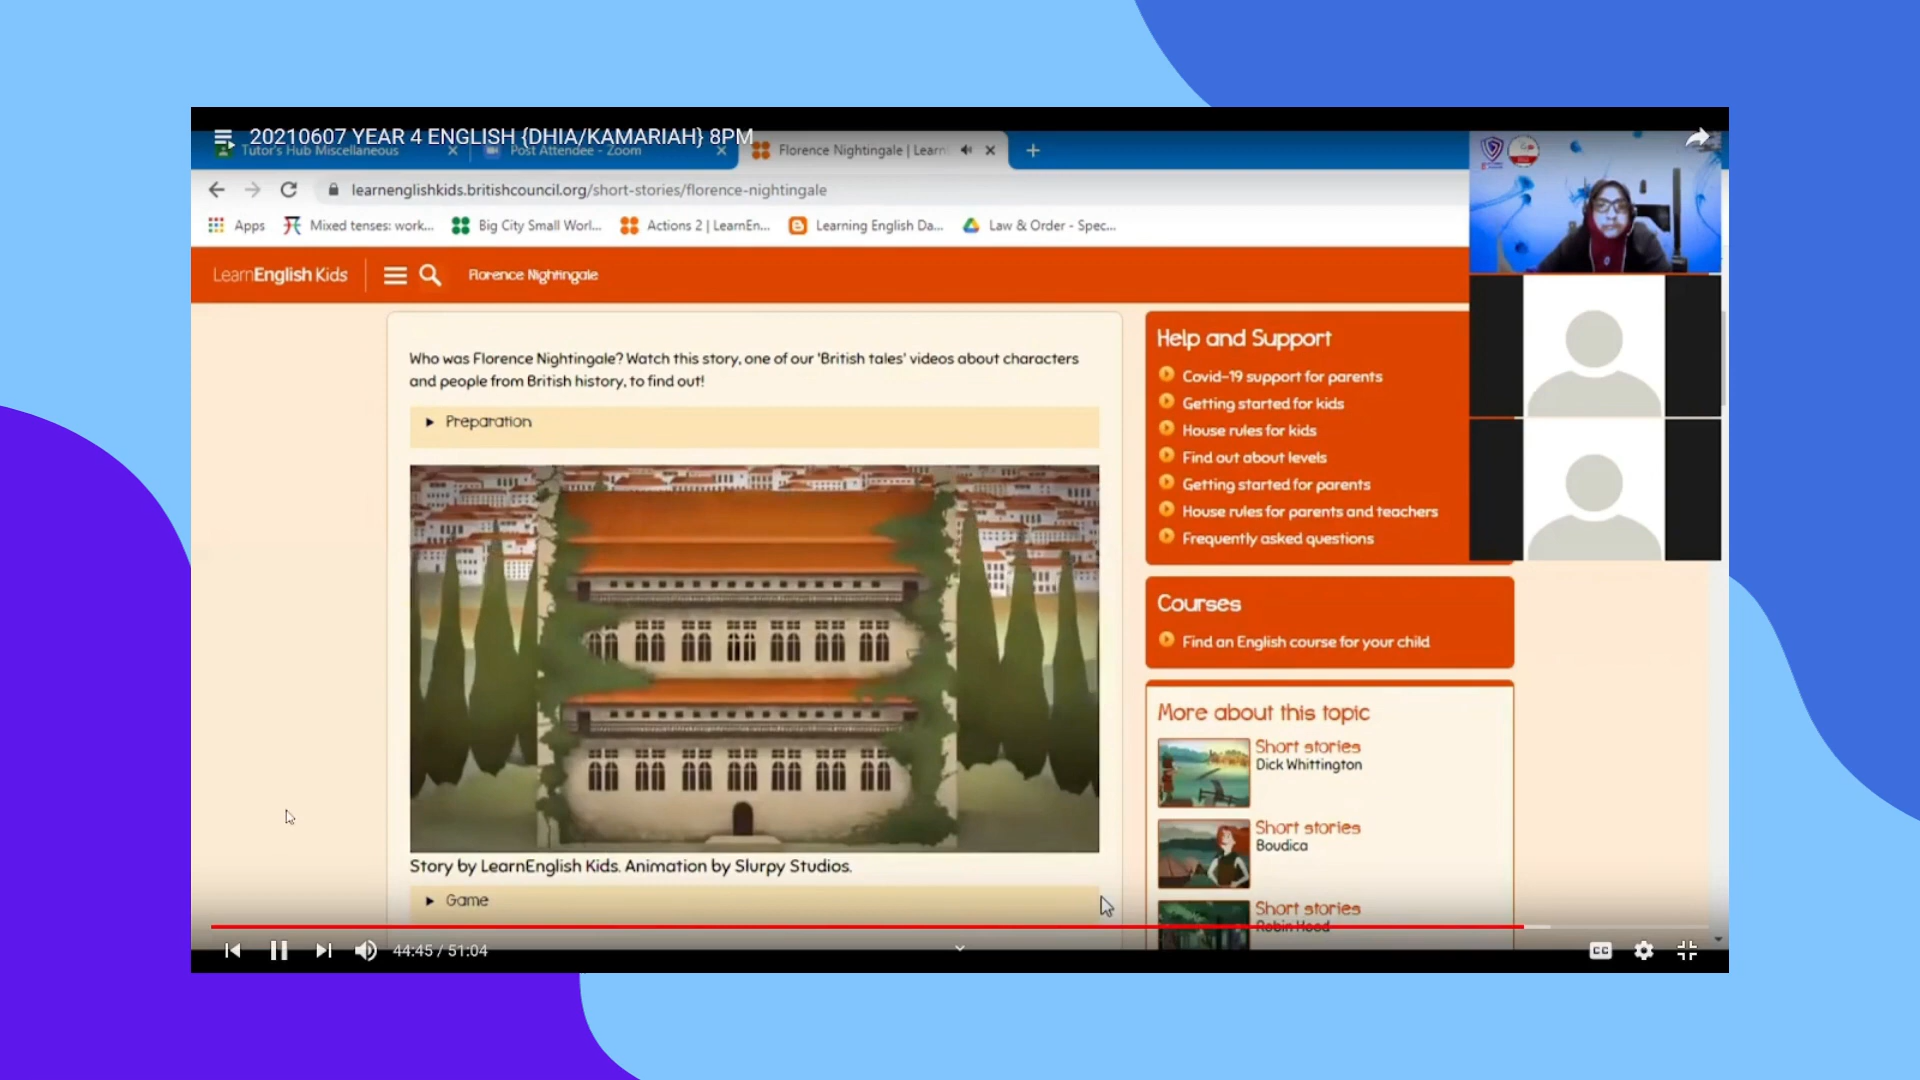 20210607 YEAR 4 ENGLISH {DHIA/KAMARIAH} 8PM
Tutor's Hub Miscellaneous
Post Attendee - Zoom
Florence Nightingale | Learn
learnenglishkids.britishcouncil.org/short-stories/florence-nightingale
Apps
Mixed tenses: work...
Big City Small Worl...
Actions 2 | LearnEn...
Learning English Da...
Law & Order - Spec...
LearnEnglish Kids
Florence Nightingale
Who was Florence Nightingale? Watch this story, one of our 'British tales' videos about characters
and people from British history, to find out!
Preparation
Story by LearnEnglish Kids. Animation by Slurpy Studios.
Game
Help and Support
Covid-19 support for parents
Getting started for kids
House rules for kids
Find out about levels
Getting started for parents
House rules for parents and teachers
Frequently asked questions
Courses
Find an English course for your child
More about this topic
Short stories
Dick Whittington
Short stories
Boudica
Short stories
Robin Hood
44:45 / 51:04
CC